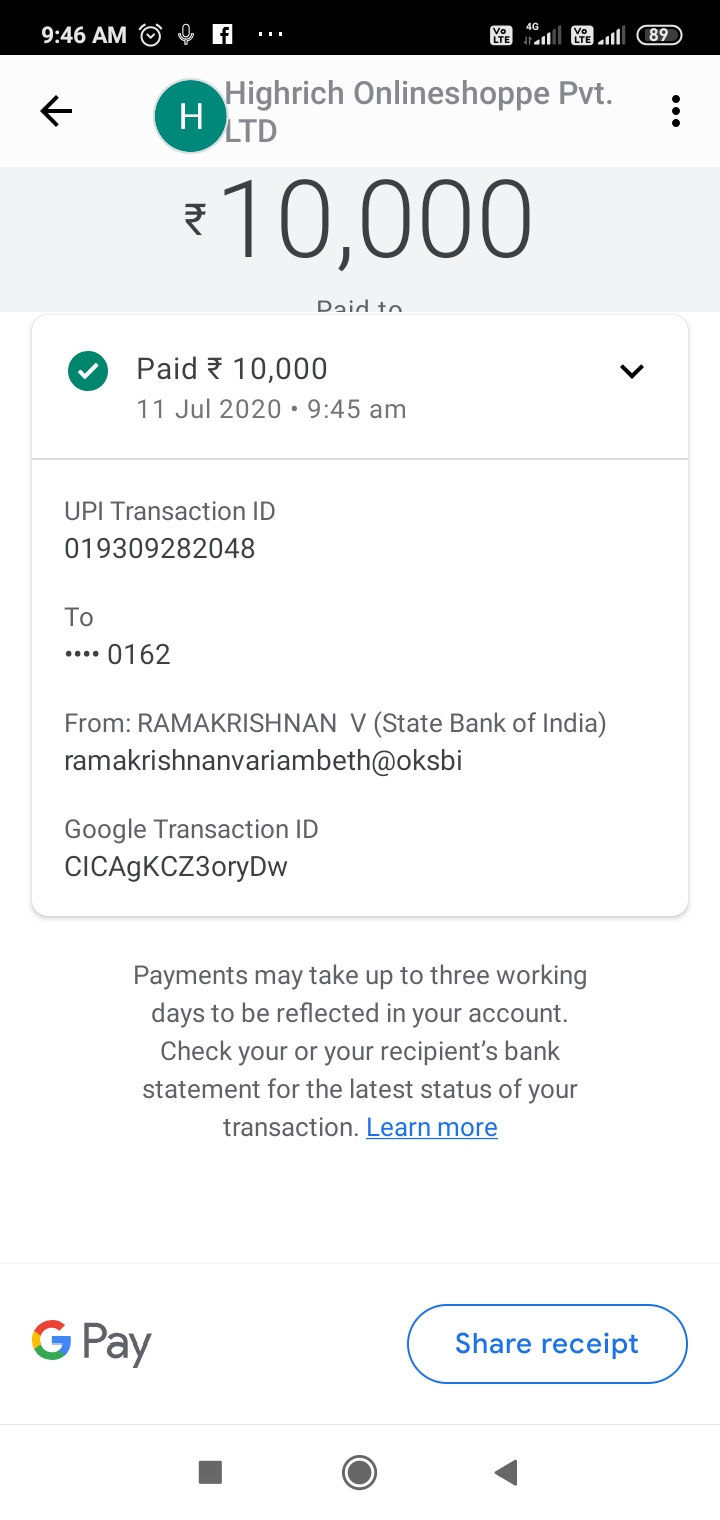 9:46 AM
Vo LTE 4G Vo LTE 89
H
Highrich Onlineshoppe Pvt.
LTD
₹10,000
Paid to
Paid ₹ 10,000
11 Jul 2020 • 9:45 am
UPI Transaction ID
019309282048
To
•••• 0162
From: RAMAKRISHNAN  V (State Bank of India)
ramakrishnanvariambeth@oksbi
Google Transaction ID
CICAgKCZ3oryDw
Payments may take up to three working
days to be reflected in your account.
Check your or your recipient’s bank
statement for the latest status of your
transaction. Learn more
G Pay
Share receipt